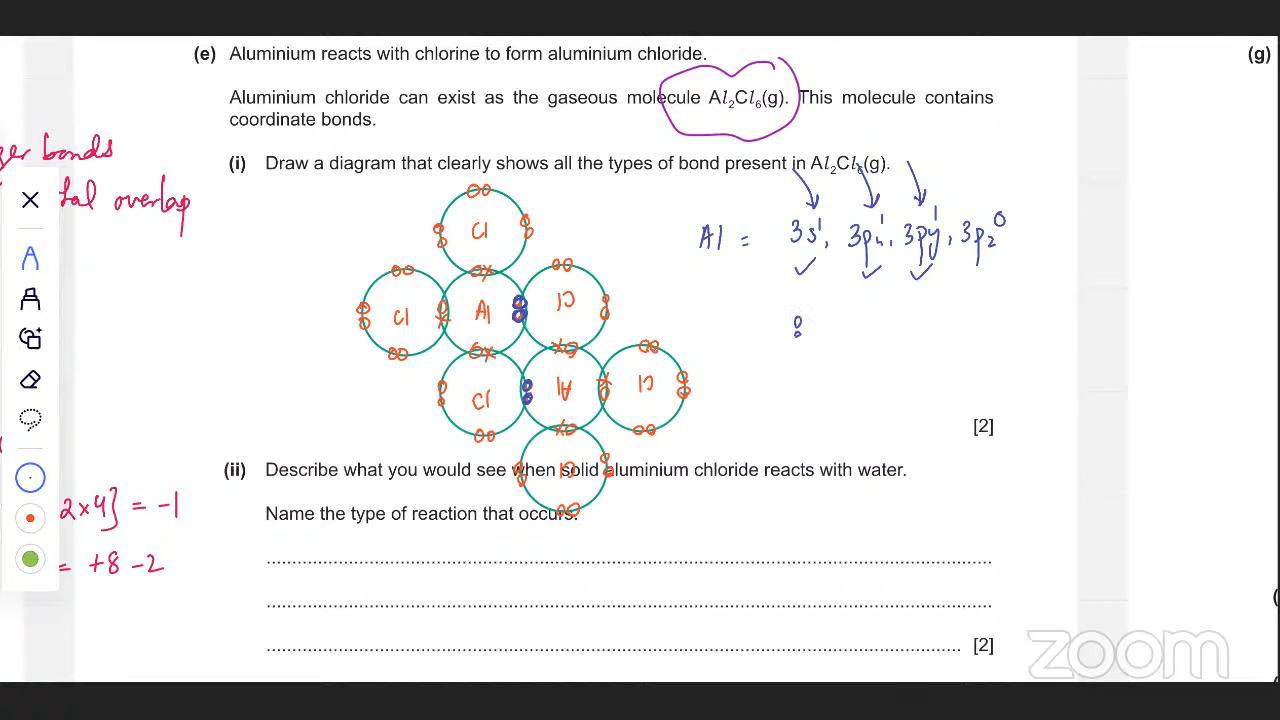 (e) Aluminium reacts with chlorine to form aluminium chloride.
(g)
Aluminium chloride can exist as the gaseous molecule Al₂Cl₆(g). This molecule contains
coordinate bonds.
bonds
overlap
(i) Draw a diagram that clearly shows all the types of bond present in Al₂Cl₆(g).
Cl
Al = 3s¹, 3px¹, 3py¹, 3pz⁰
Cl Al Cl
Cl Al Cl
Cl
[2]
(ii) Describe what you would see when solid aluminium chloride reacts with water.
Name the type of reaction that occurs.
2x4] = -1
= +8 -2
[2]
zoom